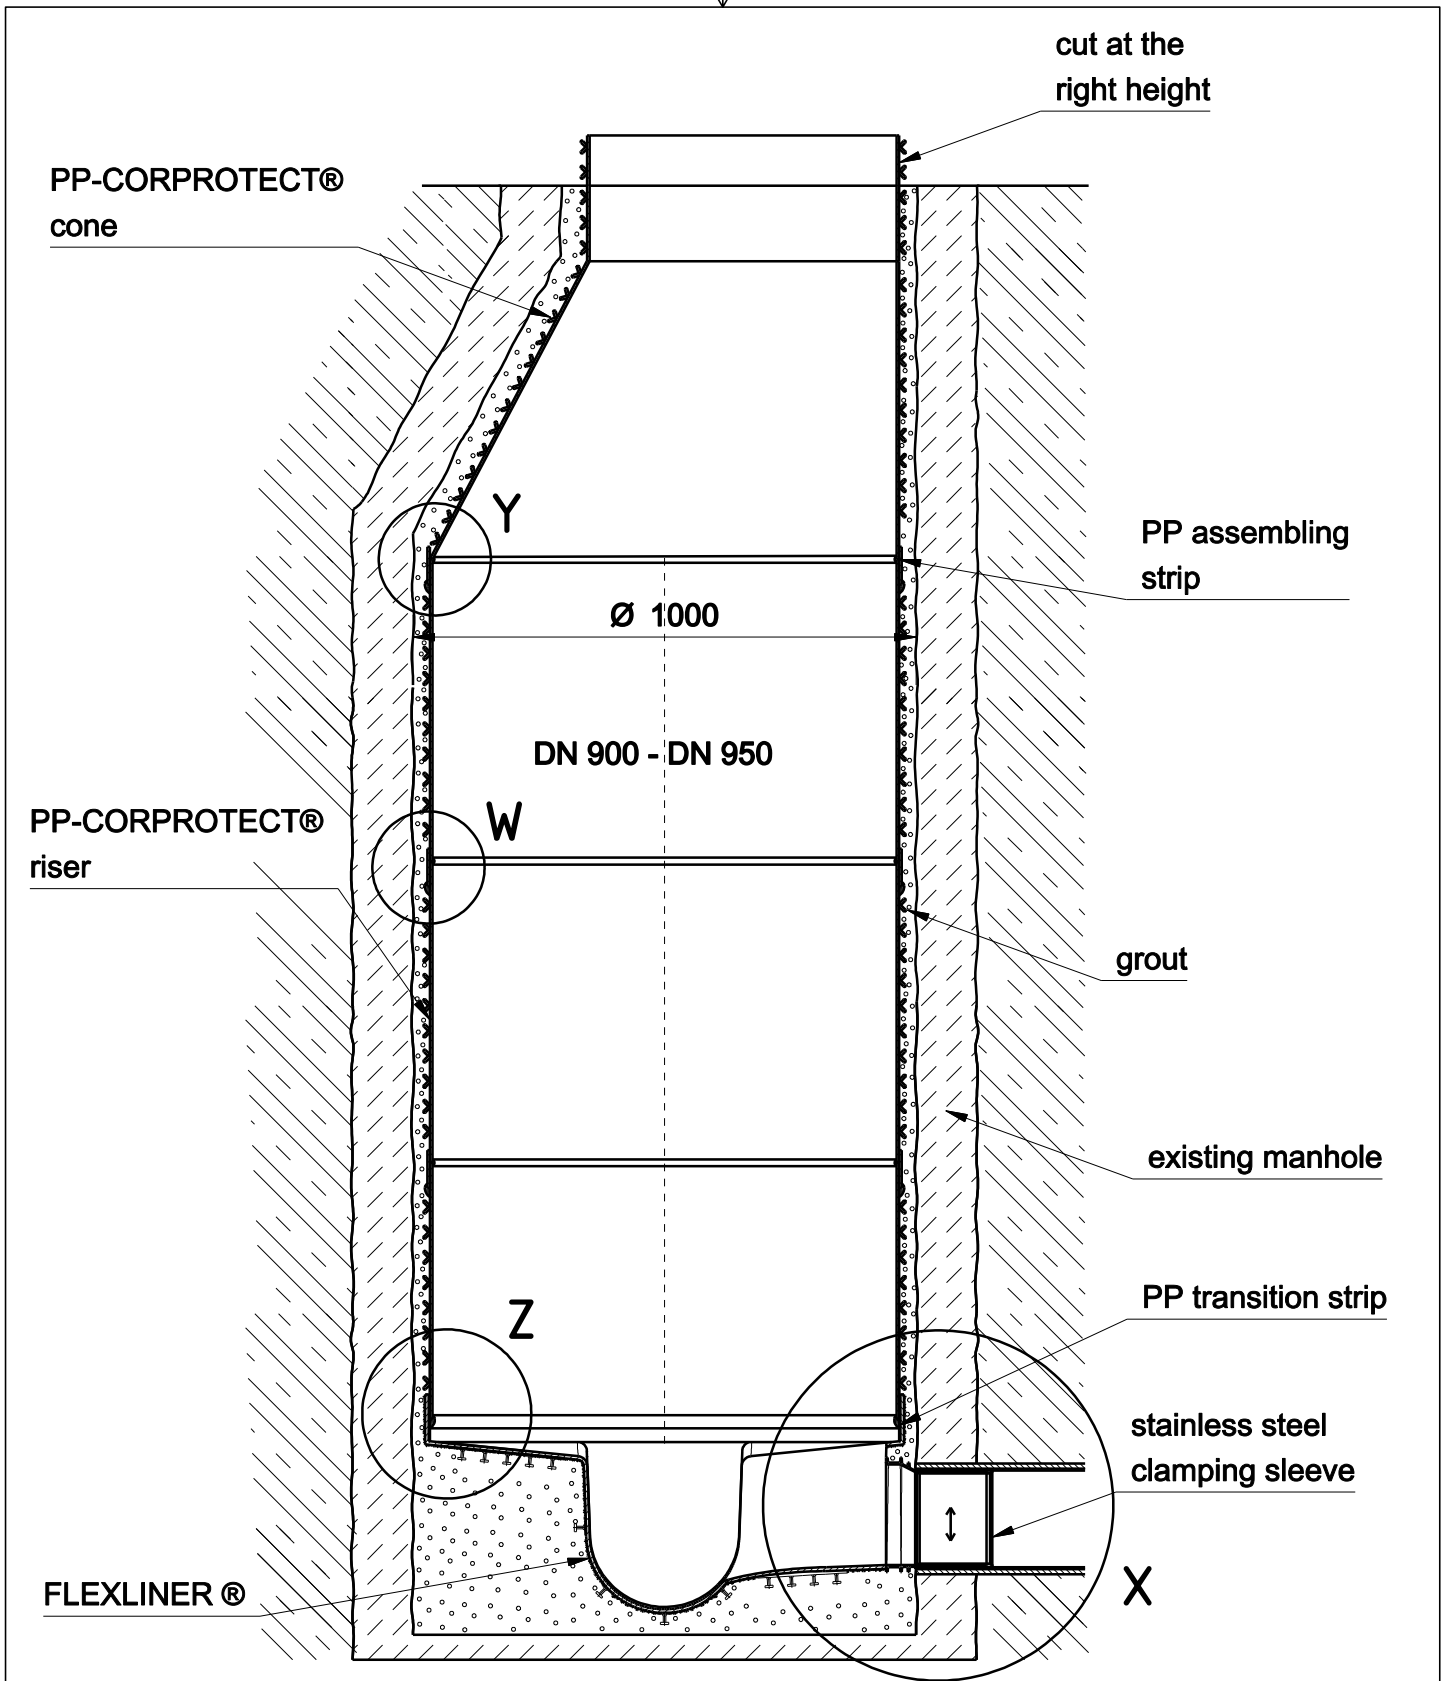 cut at the
right height
PP-CORPROTECT®
cone
Y
PP assembling
strip
Ø 1000
DN 900 - DN 950
W
PP-CORPROTECT®
riser
grout
existing manhole
Z
PP transition strip
stainless steel
clamping sleeve
FLEXLINER ®
X